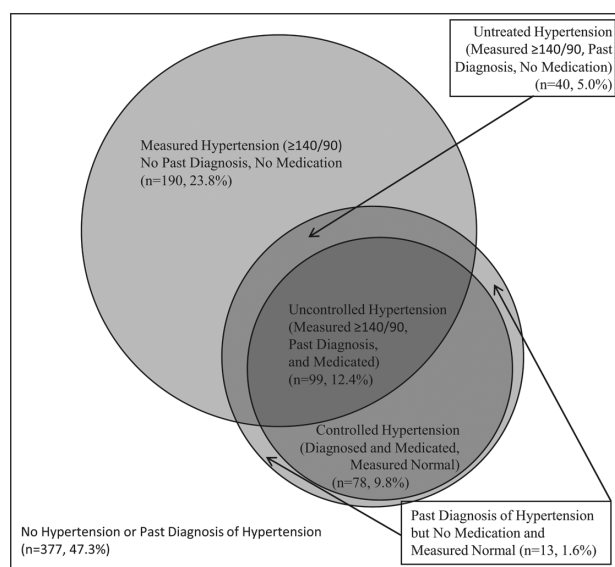 Untreated Hypertension
(Measured ≥140/90, Past
Diagnosis, No Medication)
(n=40, 5.0%)
Measured Hypertension (≥140/90)
No Past Diagnosis, No Medication
(n=190, 23.8%)
Uncontrolled Hypertension
(Measured ≥140/90,
Past Diagnosis,
and Medicated)
(n=99, 12.4%)
Controlled Hypertension
(Diagnosed and Medicated,
Measured Normal)
(n=78, 9.8%)
Past Diagnosis of Hypertension
but No Medication and
Measured Normal (n=13, 1.6%)
No Hypertension or Past Diagnosis of Hypertension
(n=377, 47.3%)